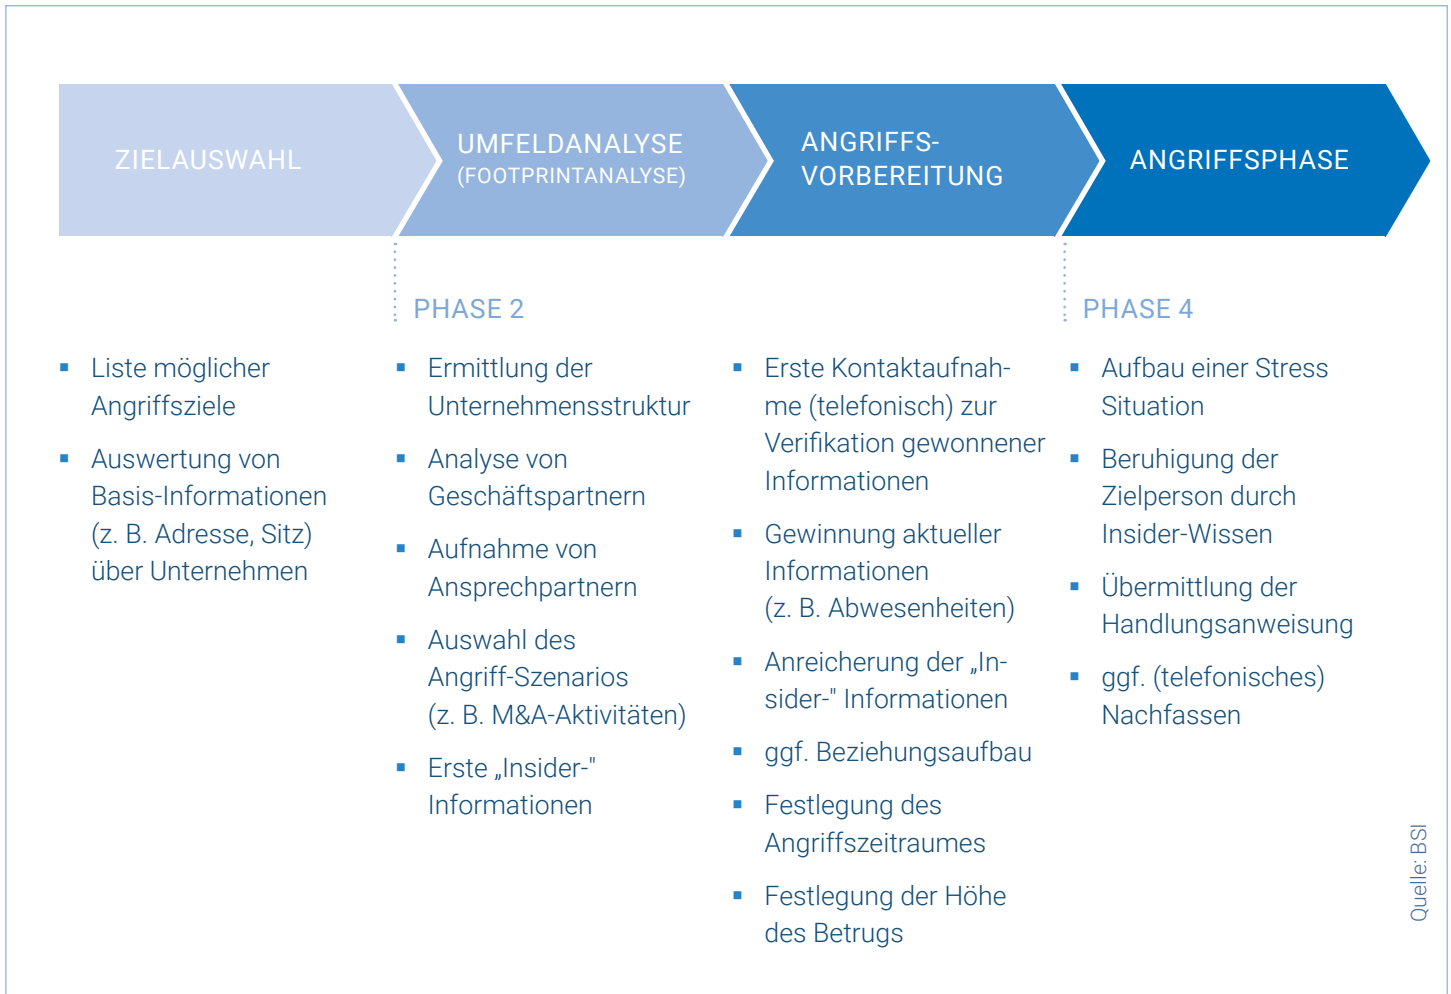 ZIELAUSWAHL
UMFELDANALYSE
(FOOTPRINTANALYSE)
ANGRIFFS-
VORBEREITUNG
ANGRIFFSPHASE
PHASE 2
PHASE 4
▪ Liste möglicher
Angriffsziele
▪ Auswertung von
Basis-Informationen
(z. B. Adresse, Sitz)
über Unternehmen
▪ Ermittlung der
Unternehmensstruktur
▪ Analyse von
Geschäftspartnern
▪ Aufnahme von
Ansprechpartnern
▪ Auswahl des
Angriff-Szenarios
(z. B. M&A-Aktivitäten)
▪ Erste „Insider-"
Informationen
▪ Erste Kontaktaufnah-
me (telefonisch) zur
Verifikation gewonnener
Informationen
▪ Gewinnung aktueller
Informationen
(z. B. Abwesenheiten)
▪ Anreicherung der „In-
sider-" Informationen
▪ ggf. Beziehungsaufbau
▪ Festlegung des
Angriffszeitraumes
▪ Festlegung der Höhe
des Betrugs
▪ Aufbau einer Stress
Situation
▪ Beruhigung der
Zielperson durch
Insider-Wissen
▪ Übermittlung der
Handlungsanweisung
▪ ggf. (telefonisches)
Nachfassen
Quelle: BSI